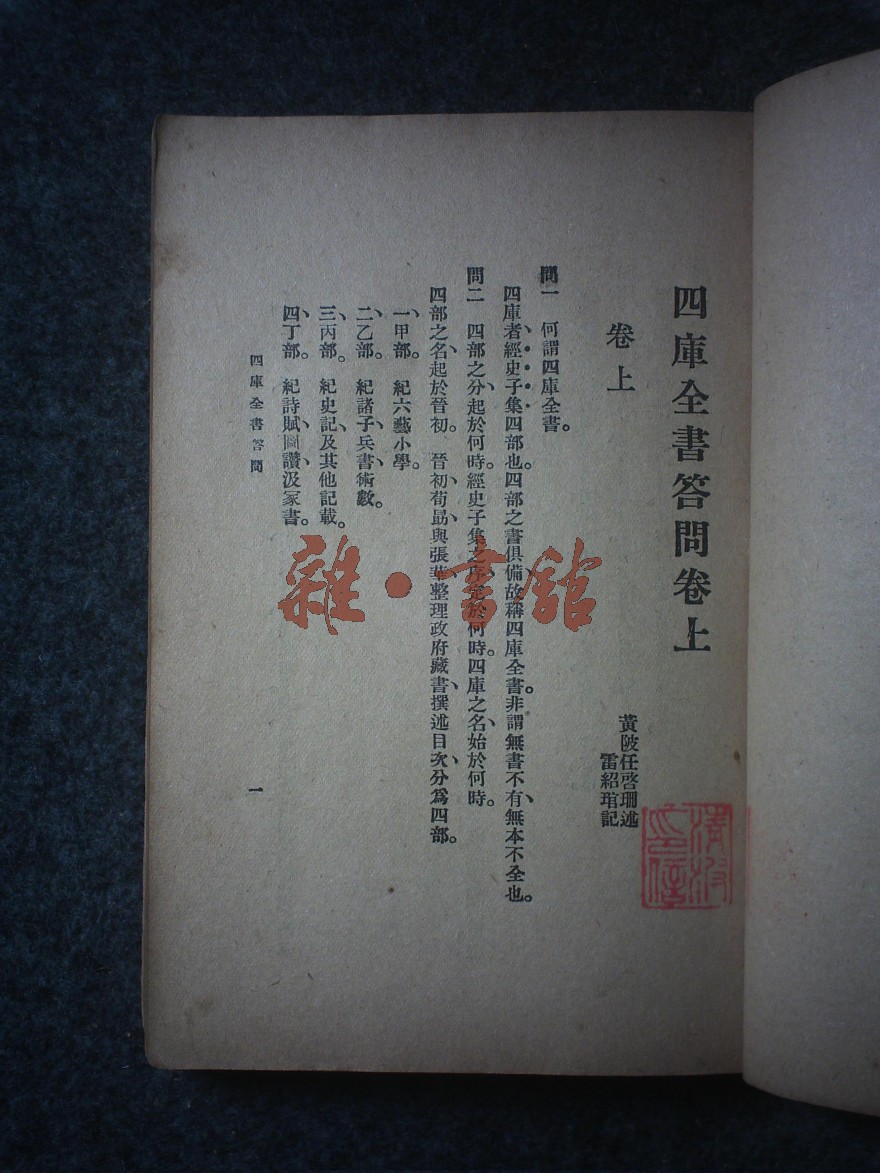 四庫全書答問卷上
黃陂任啓珊述
雷紹琯記
卷上
問一 何謂四庫全書。
四庫者經史子集四部也。四部之書俱備故稱四庫全書。非謂無書不有、無本不全也。
問二 四部之分起於何時。經史子集之序定於何時。四庫之名、始於何時。
四部之名、起於晉初。晉初荀勗、與張華整理政府藏書、撰述目次、分爲四部。
一、甲部。紀六藝小學。
二、乙部。紀諸子、兵書、術數。
三、丙部。紀史記、及其他記載。
四、丁部。紀詩賦、圖讚、汲冢書。
四庫全書答問
一
雜·書館